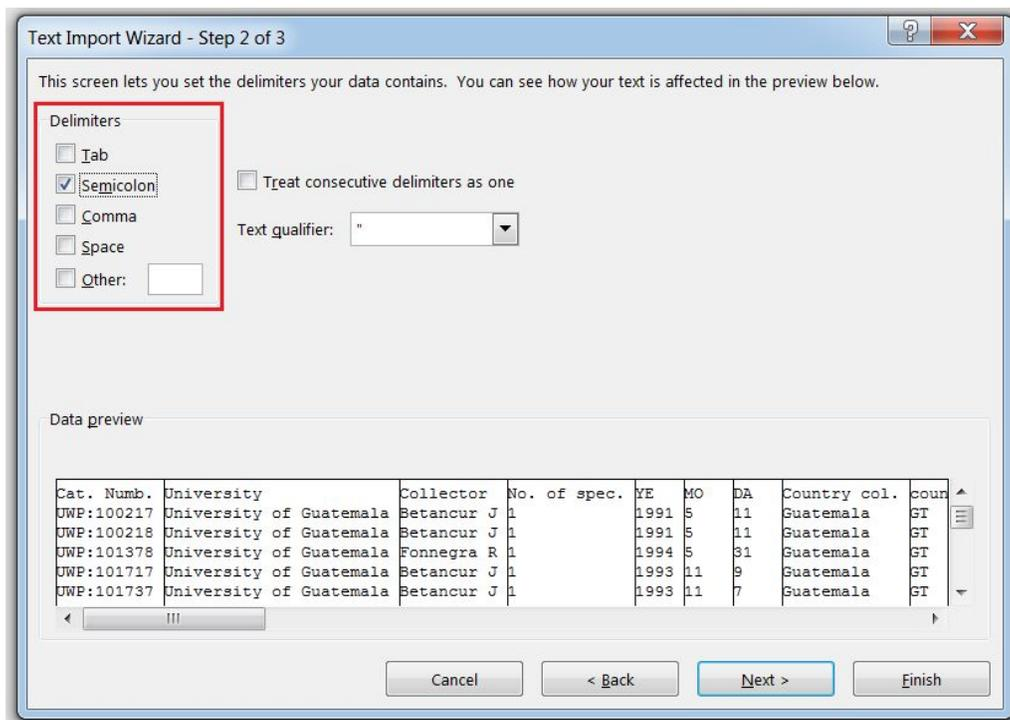 Text Import Wizard - Step 2 of 3
This screen lets you set the delimiters your data contains.  You can see how your text is affected in the preview below.
Delimiters
Tab
Semicolon
Comma
Space
Other:
Treat consecutive delimiters as one
Text qualifier: "
Data preview
Cat. Numb. University Collector No. of spec. YE MO DA Country col. coun
UWP:100217 University of Guatemala Betancur J 1 1991 5 11 Guatemala GT
UWP:100218 University of Guatemala Betancur J 1 1991 5 11 Guatemala GT
UWP:101378 University of Guatemala Fonnegra R 1 1994 5 31 Guatemala GT
UWP:101717 University of Guatemala Betancur J 1 1993 11 9 Guatemala GT
UWP:101737 University of Guatemala Betancur J 1 1993 11 7 Guatemala GT
Cancel < Back Next > Finish